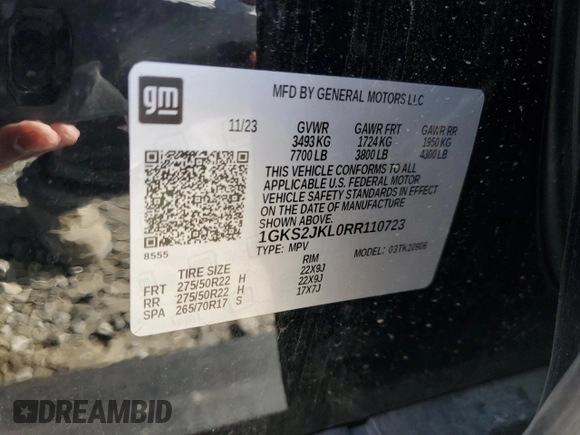 gm
MFD BY GENERAL MOTORS LLC
11/23 GVWR GAWR FRT GAWR RR
3493 KG 1724 KG 1950 KG
7700 LB 3800 LB 4300 LB
THIS VEHICLE CONFORMS TO ALL
APPLICABLE U.S. FEDERAL MOTOR
VEHICLE SAFETY STANDARDS IN EFFECT
ON THE DATE OF MANUFACTURE
SHOWN ABOVE.
1GKS2JKL0RR110723
8555 TYPE: MPV MODEL: 03TK10906
TIRE SIZE RIM
FRT 275/50R22 H 22X9J
RR 275/50R22 H 22X9J
SPA 265/70R17 S 17X7J
DREAMBID